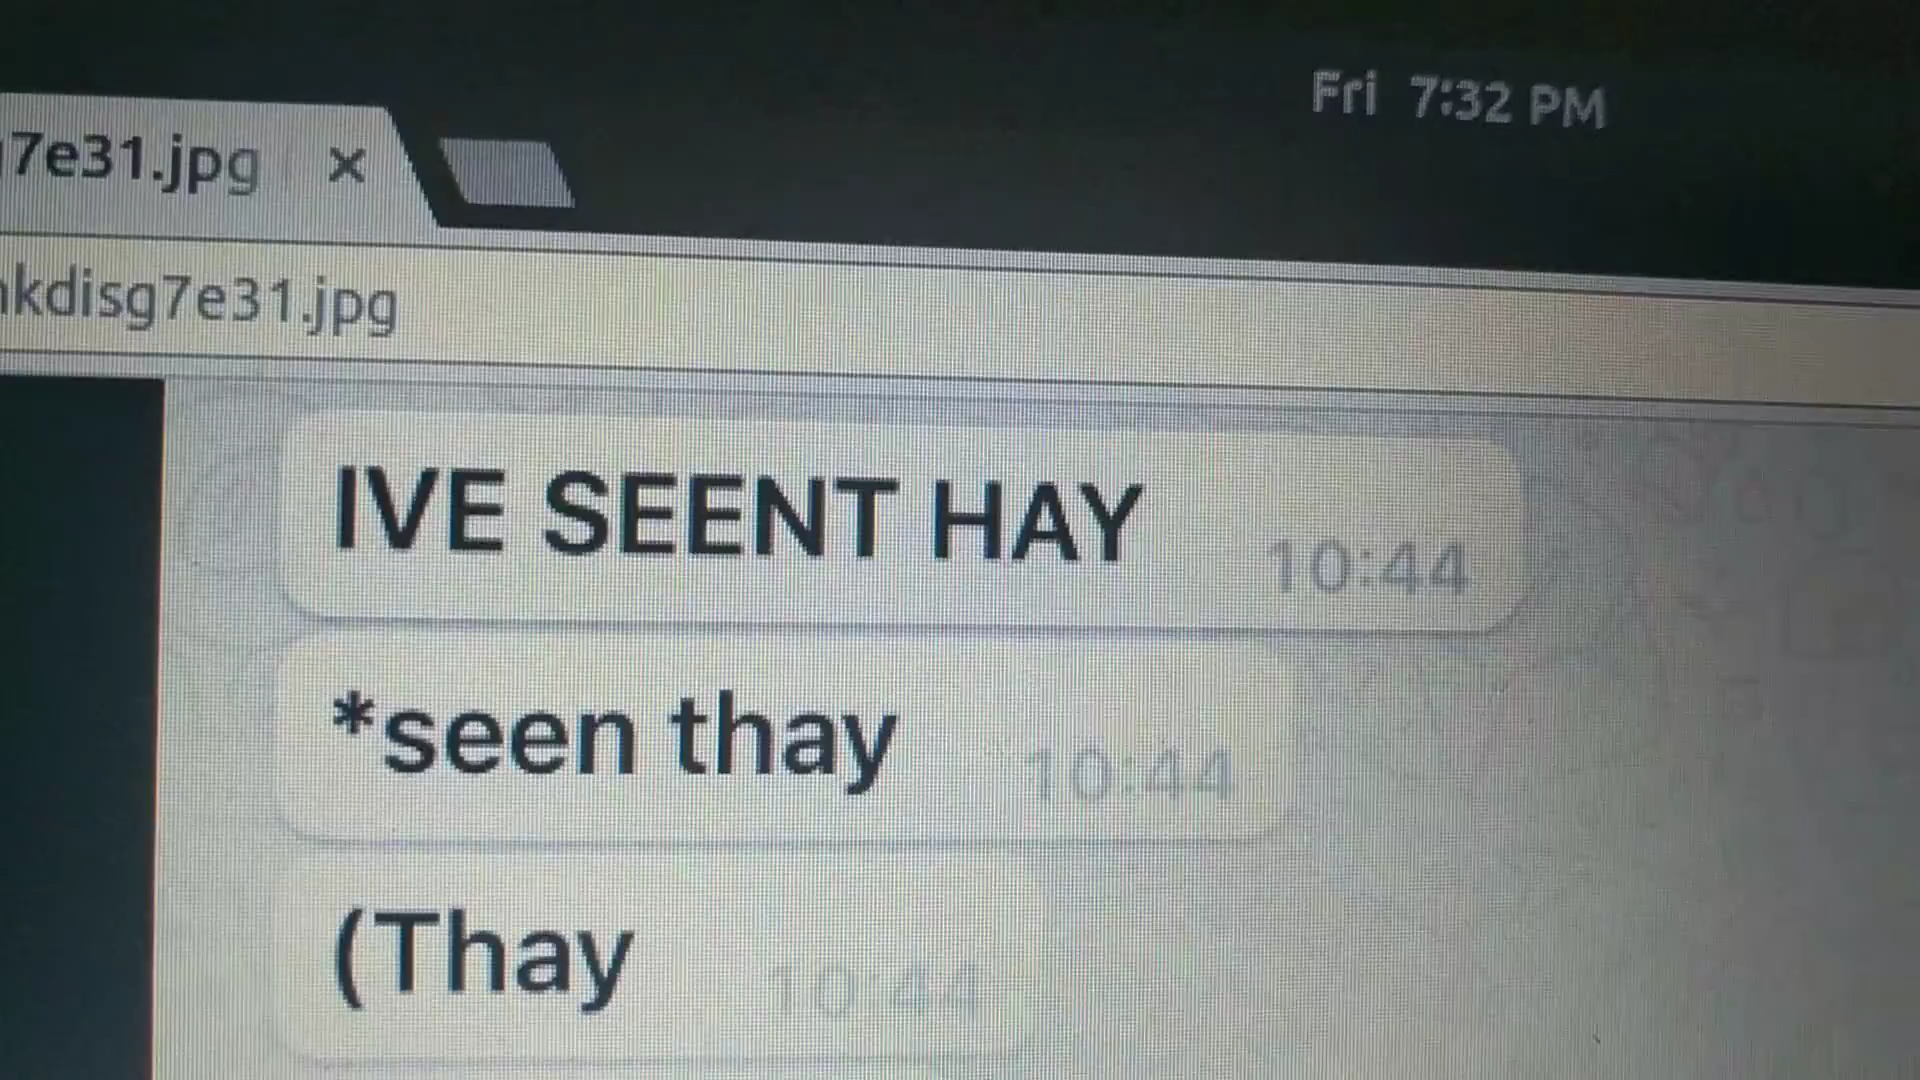 Fri 7:32 PM
7e31.jpg ×
kdisg7e31.jpg
IVE SEENT HAY
10:44
*seen thay
10:44
(Thay
10:44